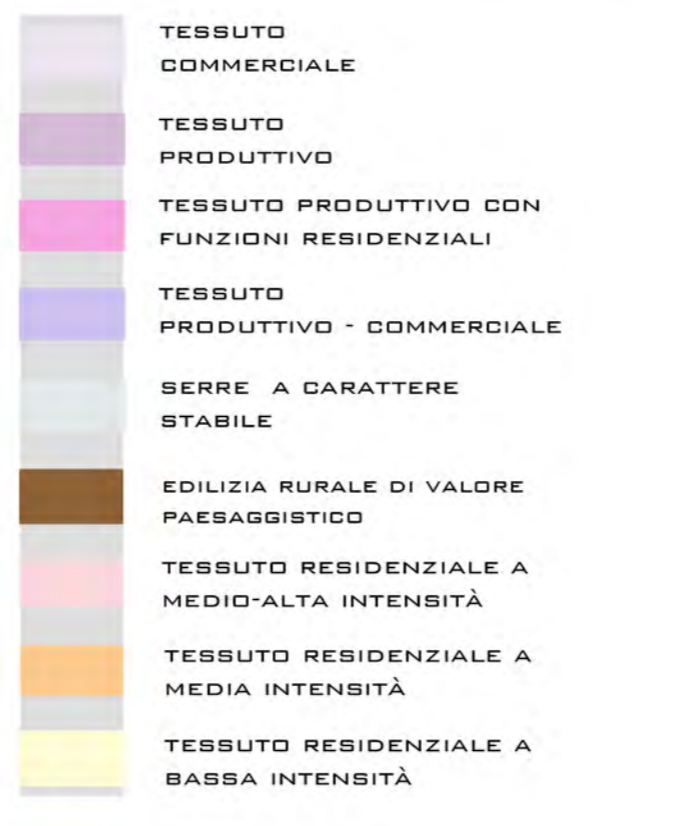 TESSUTO
COMMERCIALE
TESSUTO
PRODUTTIVO
TESSUTO PRODUTTIVO CON
FUNZIONI RESIDENZIALI
TESSUTO
PRODUTTIVO - COMMERCIALE
SERRE A CARATTERE
STABILE
EDILIZIA RURALE DI VALORE
PAESAGGISTICO
TESSUTO RESIDENZIALE A
MEDIO-ALTA INTENSITÀ
TESSUTO RESIDENZIALE A
MEDIA INTENSITÀ
TESSUTO RESIDENZIALE A
BASSA INTENSITÀ